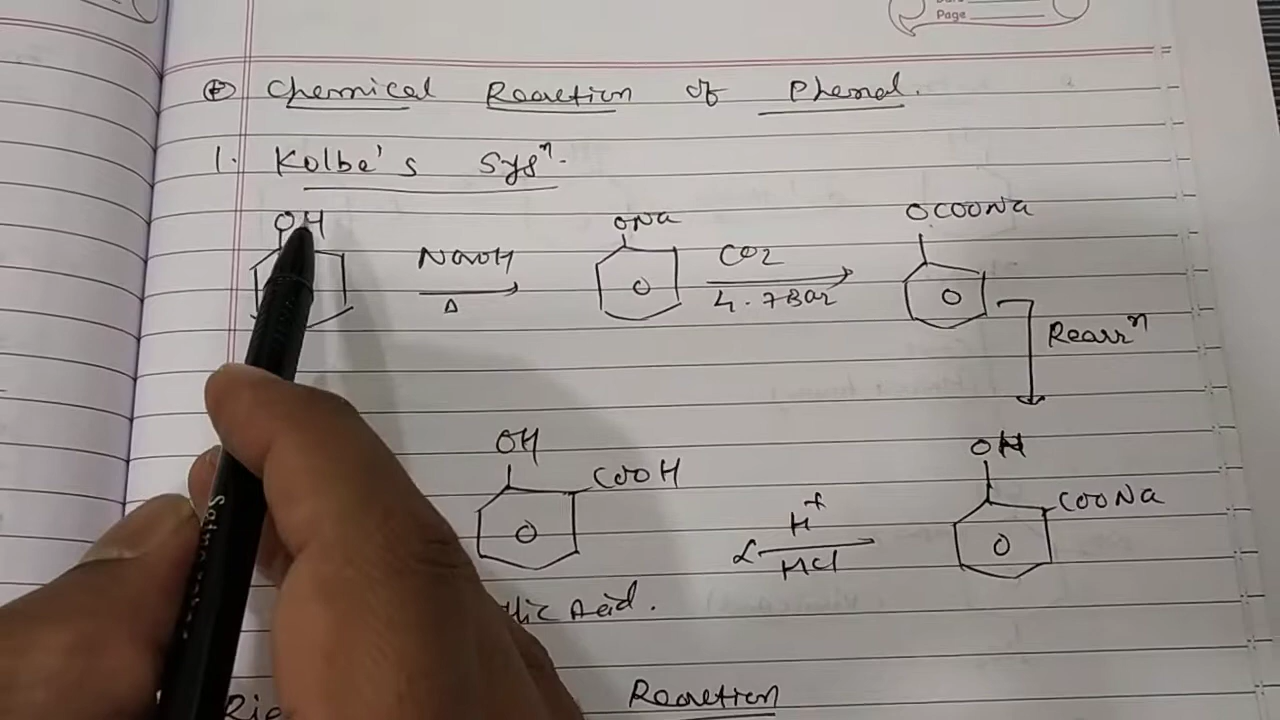 Page
Chemical Reaction of Phenol.
1. Kolbe's Sysⁿ.
OH NaOH Δ ONa CO2 4.7Bar OCOONa
Rearrⁿ
OH COOH H+ HCl OH COONa
Acid.
Reaction